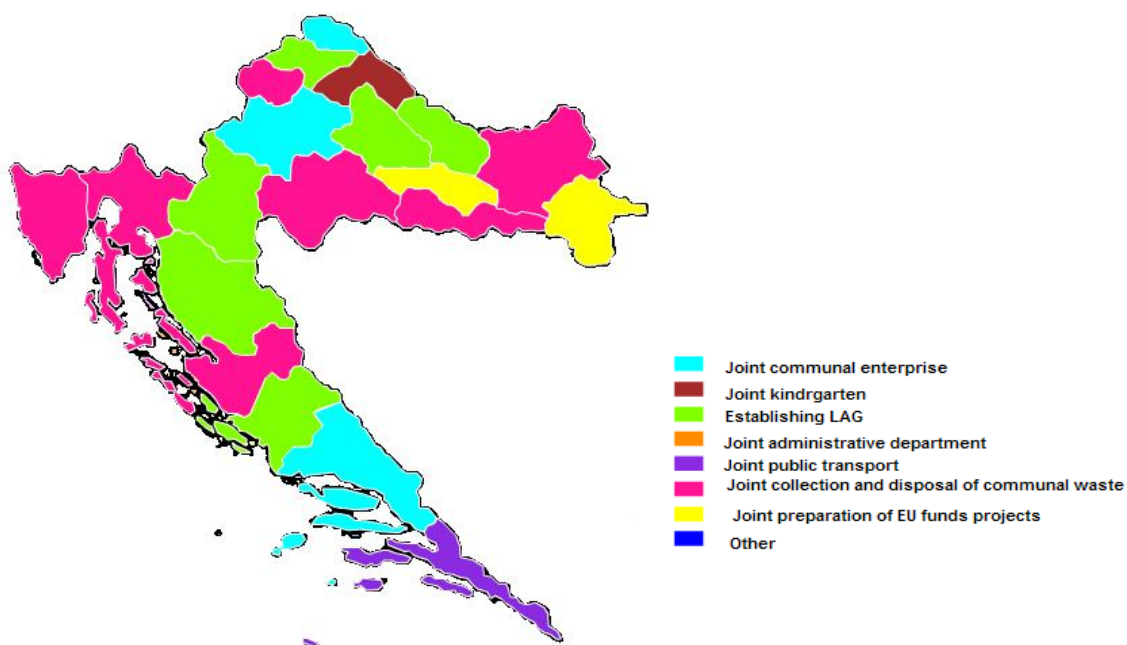 Joint communal enterprise
Joint kindrgarten
Establishing LAG
Joint administrative department
Joint public transport
Joint collection and disposal of communal waste
Joint preparation of EU funds projects
Other